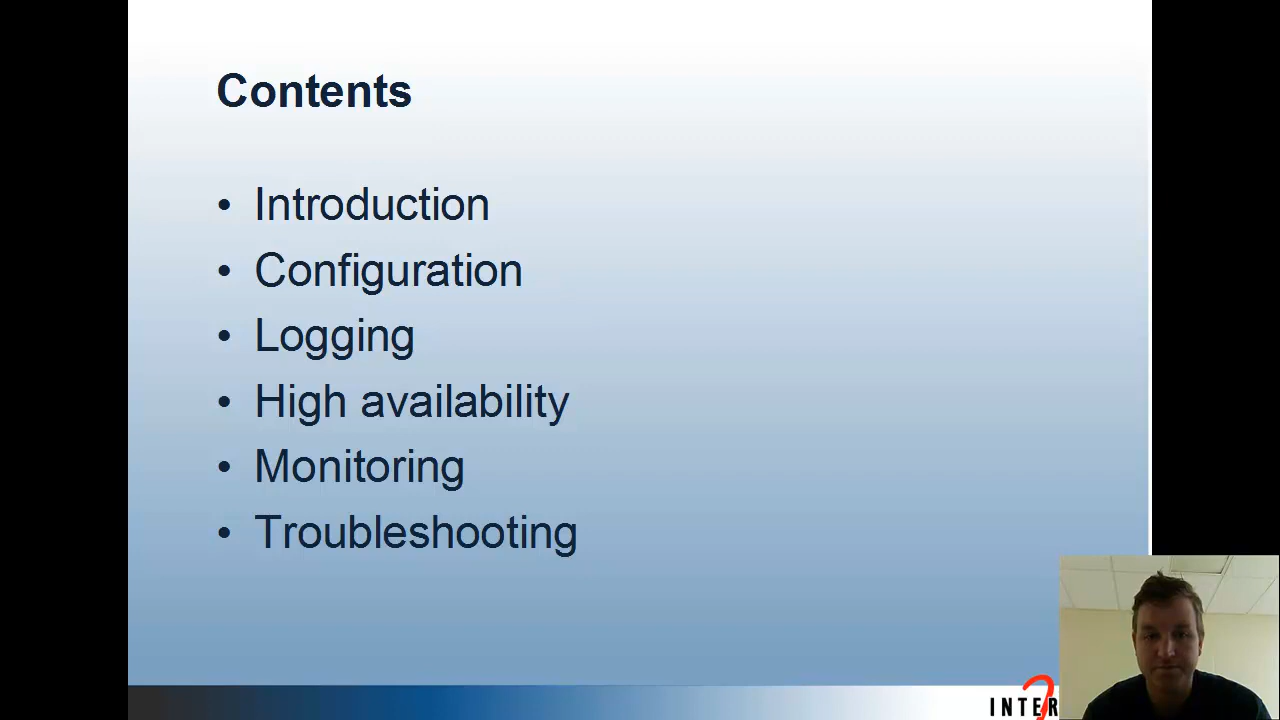 Contents
• Introduction
• Configuration
• Logging
• High availability
• Monitoring
• Troubleshooting
INTER